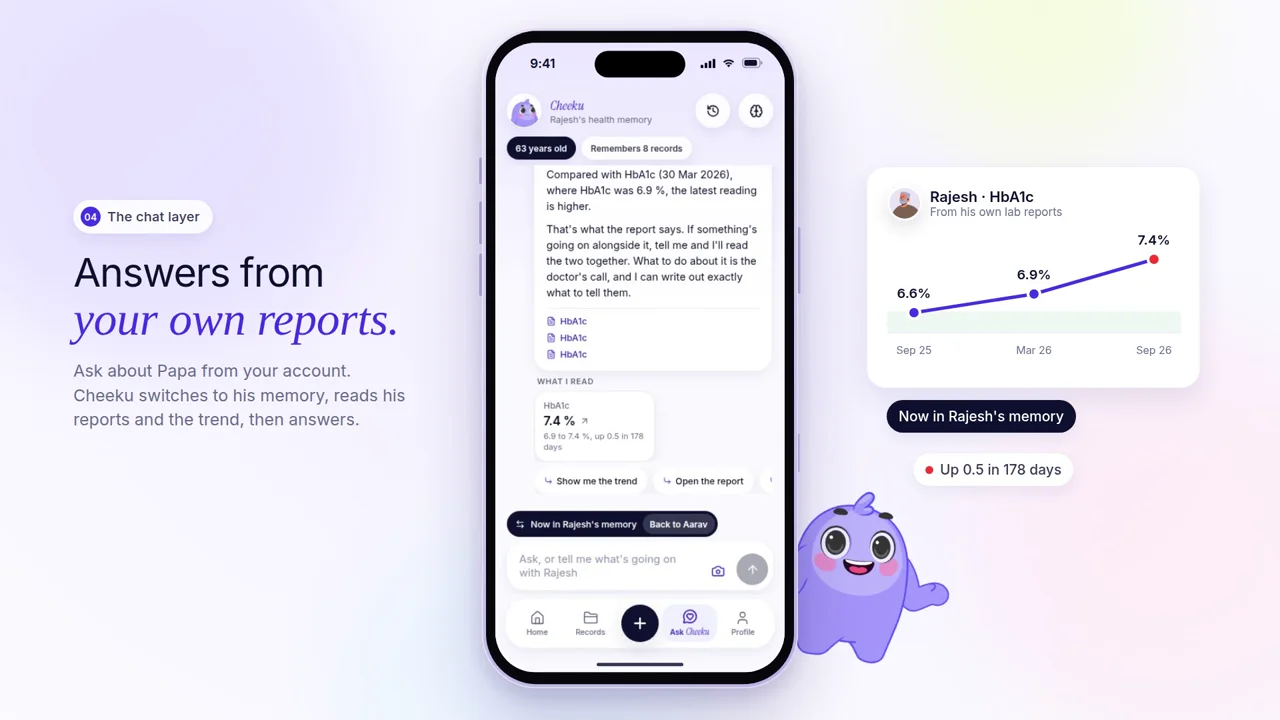 04 The chat layer
Answers from
your own reports.
Ask about Papa from your account.
Cheeku switches to his memory, reads his
reports and the trend, then answers.
9:41
Cheeku
Rajesh's health memory
63 years old
Remembers 8 records
Compared with HbA1c (30 Mar 2026),
where HbA1c was 6.9 %, the latest reading
is higher.
That's what the report says. If something's
going on alongside it, tell me and I'll read
the two together. What to do about it is the
doctor's call, and I can write out exactly
what to tell them.
HbA1c
HbA1c
HbA1c
WHAT I READ
HbA1c
7.4 %
6.9 to 7.4 %, up 0.5 in 178
days
Show me the trend
Open the report
Now in Rajesh's memory
Back to Aarav
Ask, or tell me what's going on
with Rajesh
Home
Records
Ask Cheeku
Profile
Rajesh · HbA1c
From his own lab reports
7.4%
6.9%
6.6%
Sep 25
Mar 26
Sep 26
Now in Rajesh's memory
Up 0.5 in 178 days